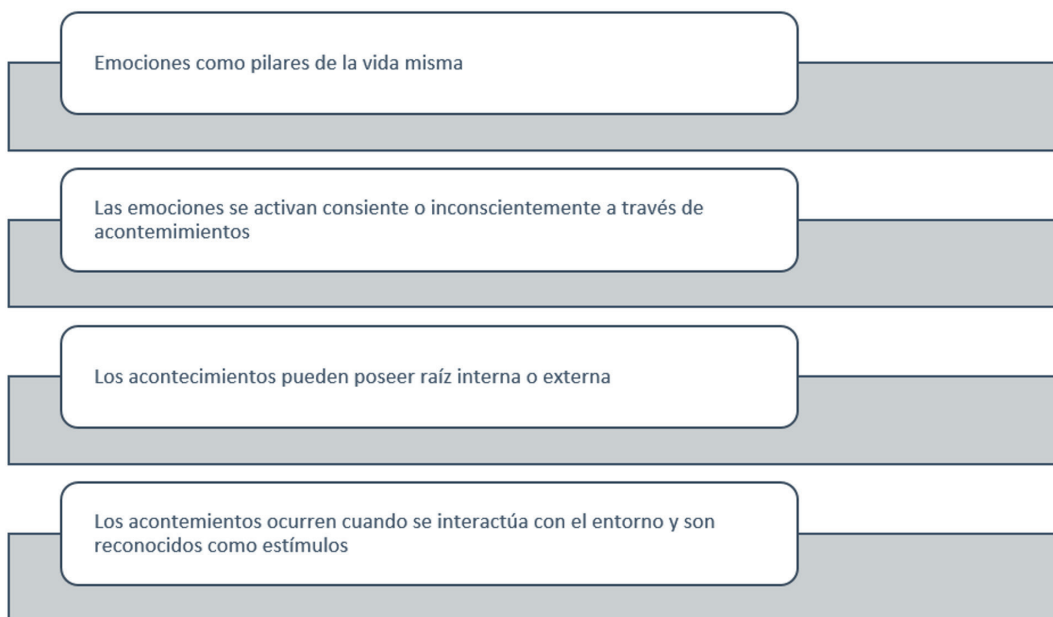 Emociones como pilares de la vida misma
Las emociones se activan consiente o inconscientemente a través de
acontemimientos
Los acontecimientos pueden poseer raíz interna o externa
Los acontemientos ocurren cuando se interactúa con el entorno y son
reconocidos como estímulos